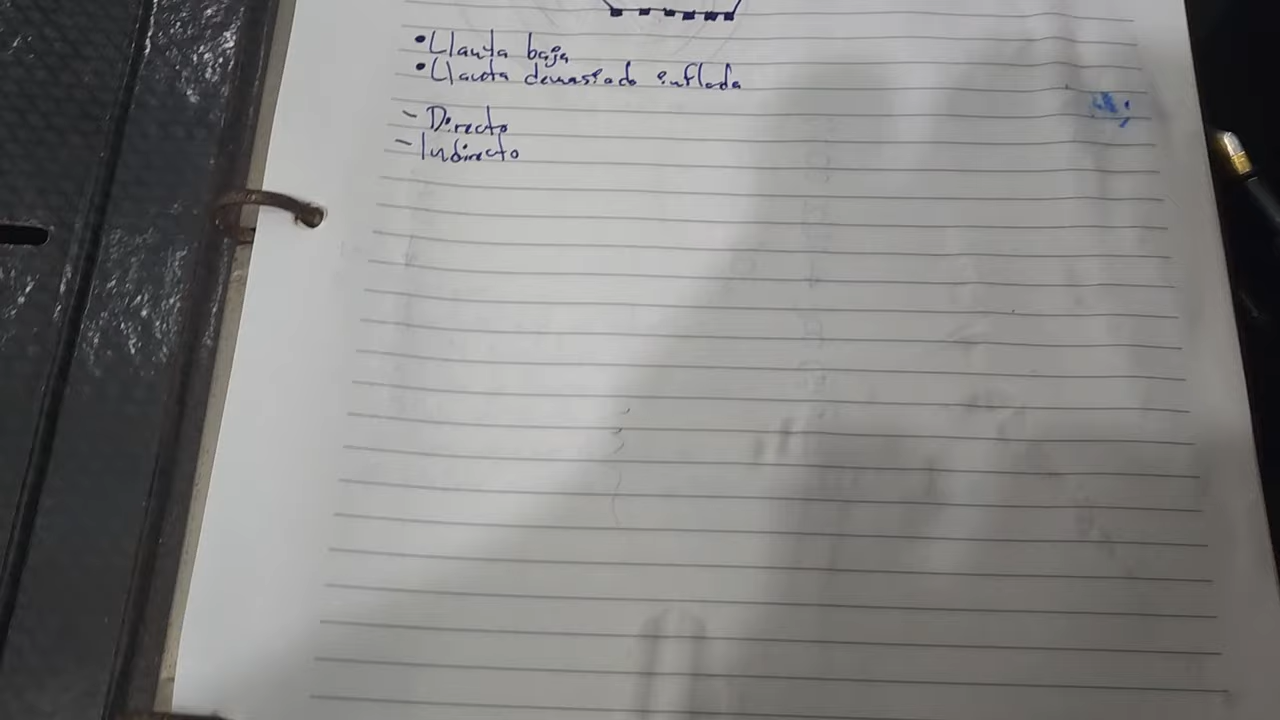 •Llanta baja
•Llanta demasiado inflada
- Directo
- Indirecto